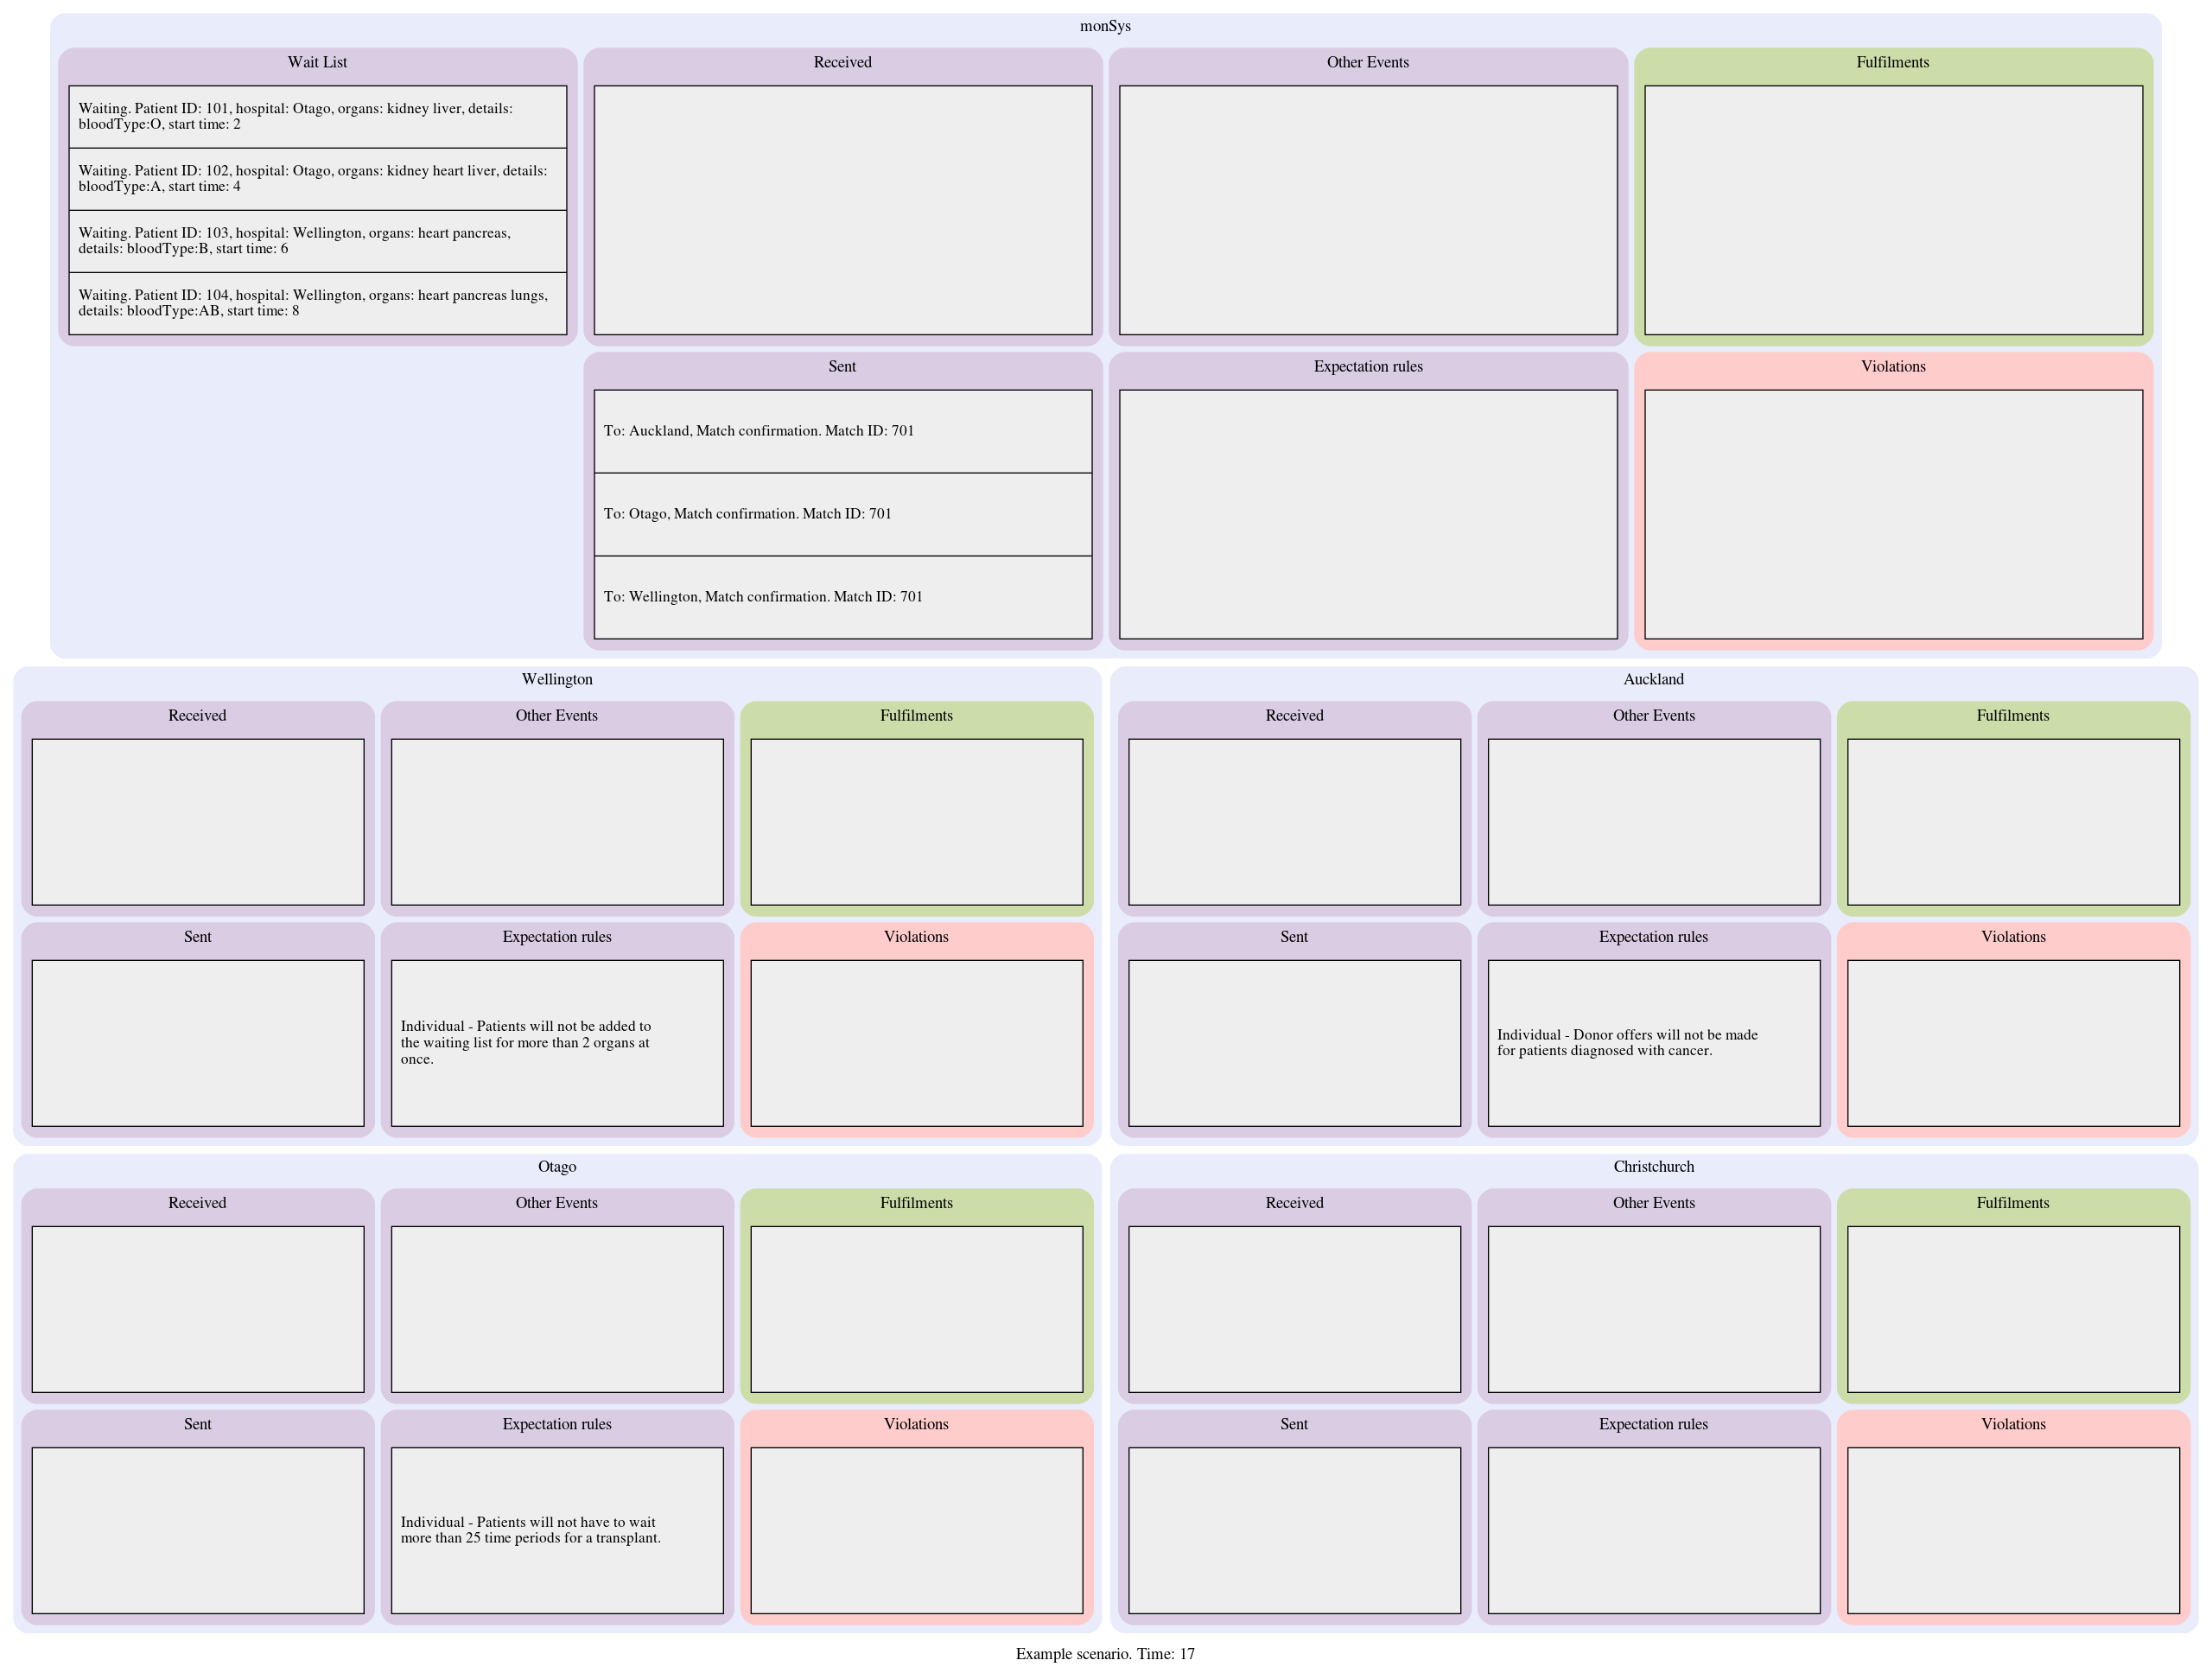 monSys
Wait List
Waiting. Patient ID: 101, hospital: Otago, organs: kidney liver, details:
bloodType:O, start time: 2
Waiting. Patient ID: 102, hospital: Otago, organs: kidney heart liver, details:
bloodType:A, start time: 4
Waiting. Patient ID: 103, hospital: Wellington, organs: heart pancreas,
details: bloodType:B, start time: 6
Waiting. Patient ID: 104, hospital: Wellington, organs: heart pancreas lungs,
details: bloodType:AB, start time: 8
Received
Other Events
Fulfilments
Sent
To: Auckland, Match confirmation. Match ID: 701
To: Otago, Match confirmation. Match ID: 701
To: Wellington, Match confirmation. Match ID: 701
Expectation rules
Violations
Wellington
Received
Other Events
Fulfilments
Sent
Expectation rules
Individual - Patients will not be added to
the waiting list for more than 2 organs at
once.
Violations
Auckland
Received
Other Events
Fulfilments
Sent
Expectation rules
Individual - Donor offers will not be made
for patients diagnosed with cancer.
Violations
Otago
Received
Other Events
Fulfilments
Sent
Expectation rules
Individual - Patients will not have to wait
more than 25 time periods for a transplant.
Violations
Christchurch
Received
Other Events
Fulfilments
Sent
Expectation rules
Violations
Example scenario. Time: 17